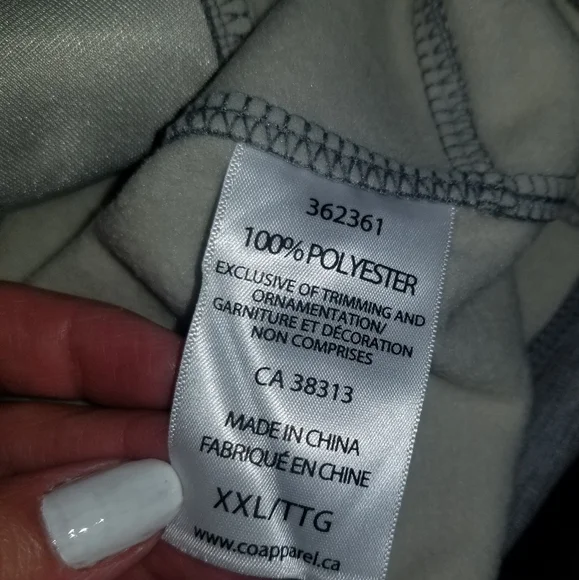 362361
100% POLYESTER
EXCLUSIVE OF TRIMMING AND
ORNAMENTATION/
GARNITURE ET DÉCORATION
NON COMPRISES
CA 38313
MADE IN CHINA
FABRIQUÉ EN CHINE
XXL/TTG
www.coapparel.ca